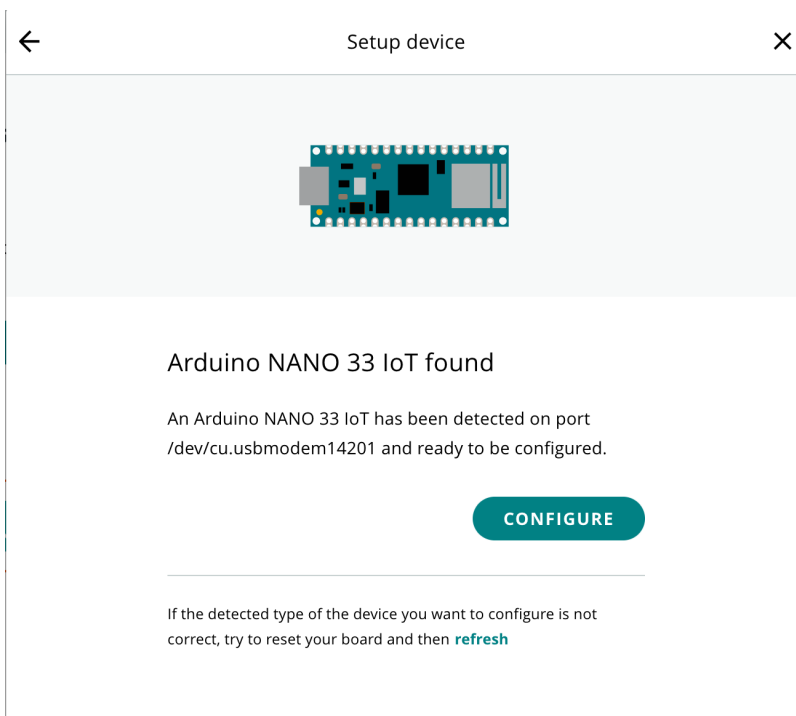 Setup device
Arduino NANO 33 IoT found
An Arduino NANO 33 IoT has been detected on port
/dev/cu.usbmodem14201 and ready to be configured.
CONFIGURE
If the detected type of the device you want to configure is not
correct, try to reset your board and then refresh